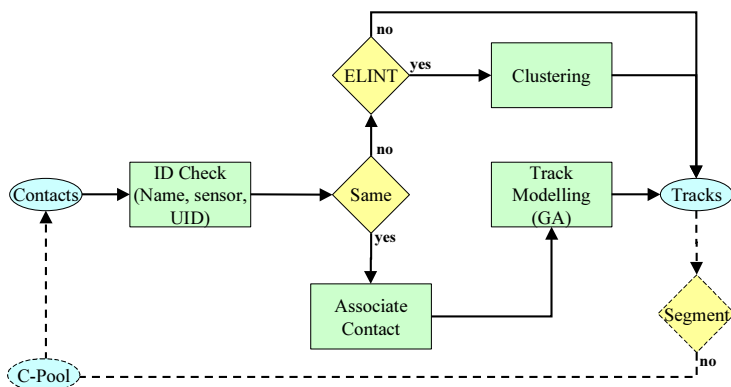 no
ELINT
yes
Clustering
no
Contacts
ID Check
(Name, sensor,
UID)
Same
Track
Modelling
(GA)
Tracks
yes
Associate
Contact
Segment
no
C-Pool